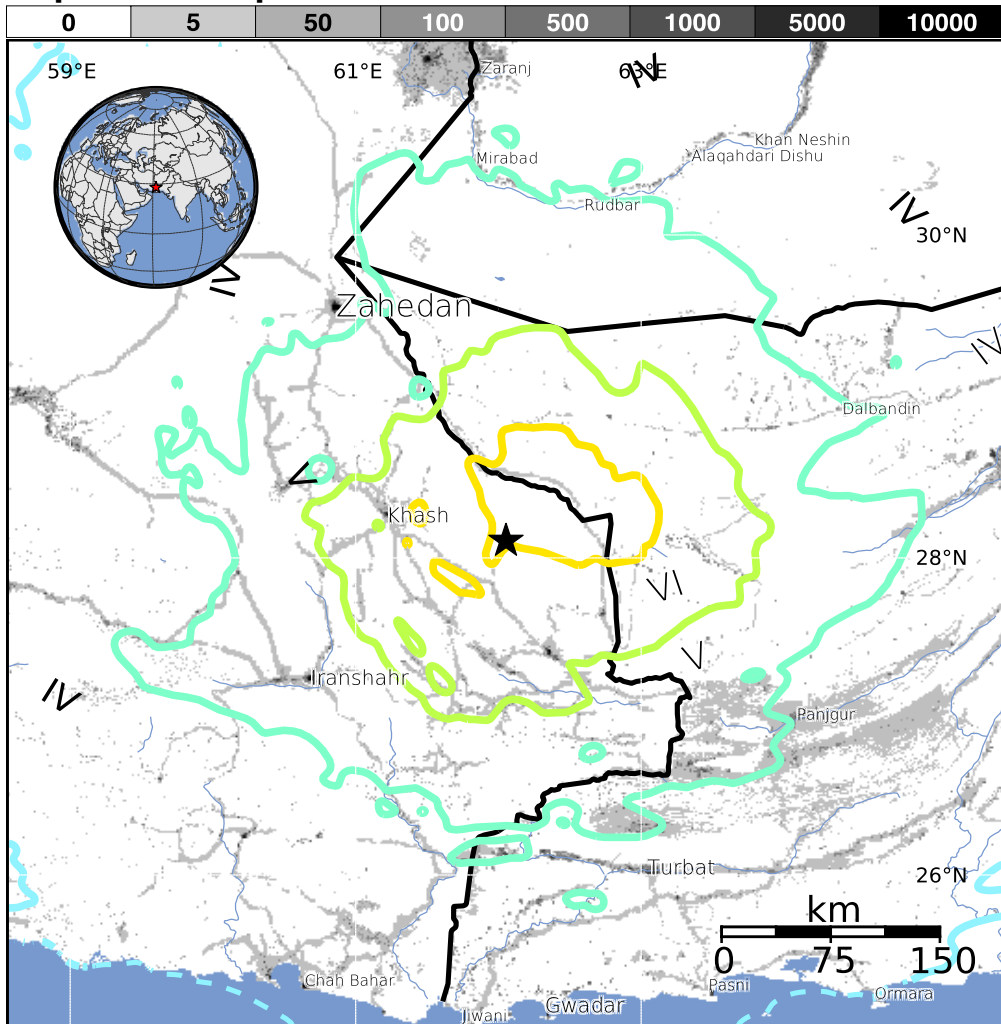 0 5 50 100 500 1000 5000 10000
59°E 61°E 63°E
IV
Zaranj
Khan Neshin
Mirabad
Alaqahdari Dishu
Rudbar
IV
30°N
IV
Zahedan
IV
Dalbandin
V
Khash
28°N
VI
V
Iranshahr
IV
Panjgur
Turbat
26°N
km
0 75 150
Chah Bahar
Pasni
Ormara
Gwadar
Jiwani